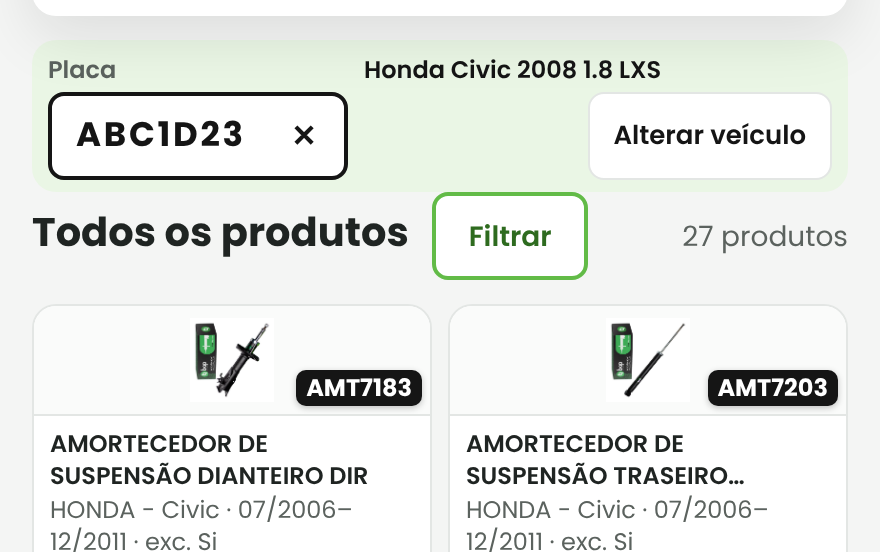 Placa
Honda Civic 2008 1.8 LXS
ABC1D23 ×
Alterar veículo
Todos os produtos
Filtrar
27 produtos
AMT7183
AMT7203
AMORTECEDOR DE
SUSPENSÃO DIANTEIRO DIR
HONDA - Civic · 07/2006–
12/2011 · exc. Si
AMORTECEDOR DE
SUSPENSÃO TRASEIRO…
HONDA - Civic · 07/2006–
12/2011 · exc. Si